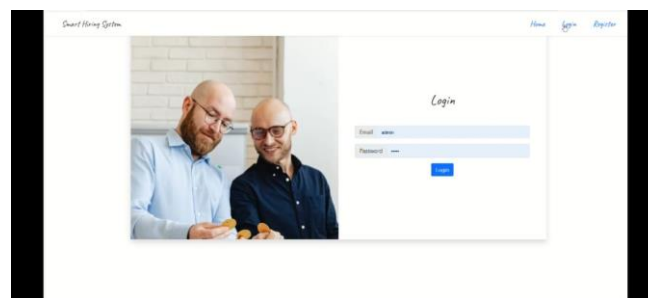 Smart Hiring System
Home Login Register
Login
Email admin
Password ••••
Login